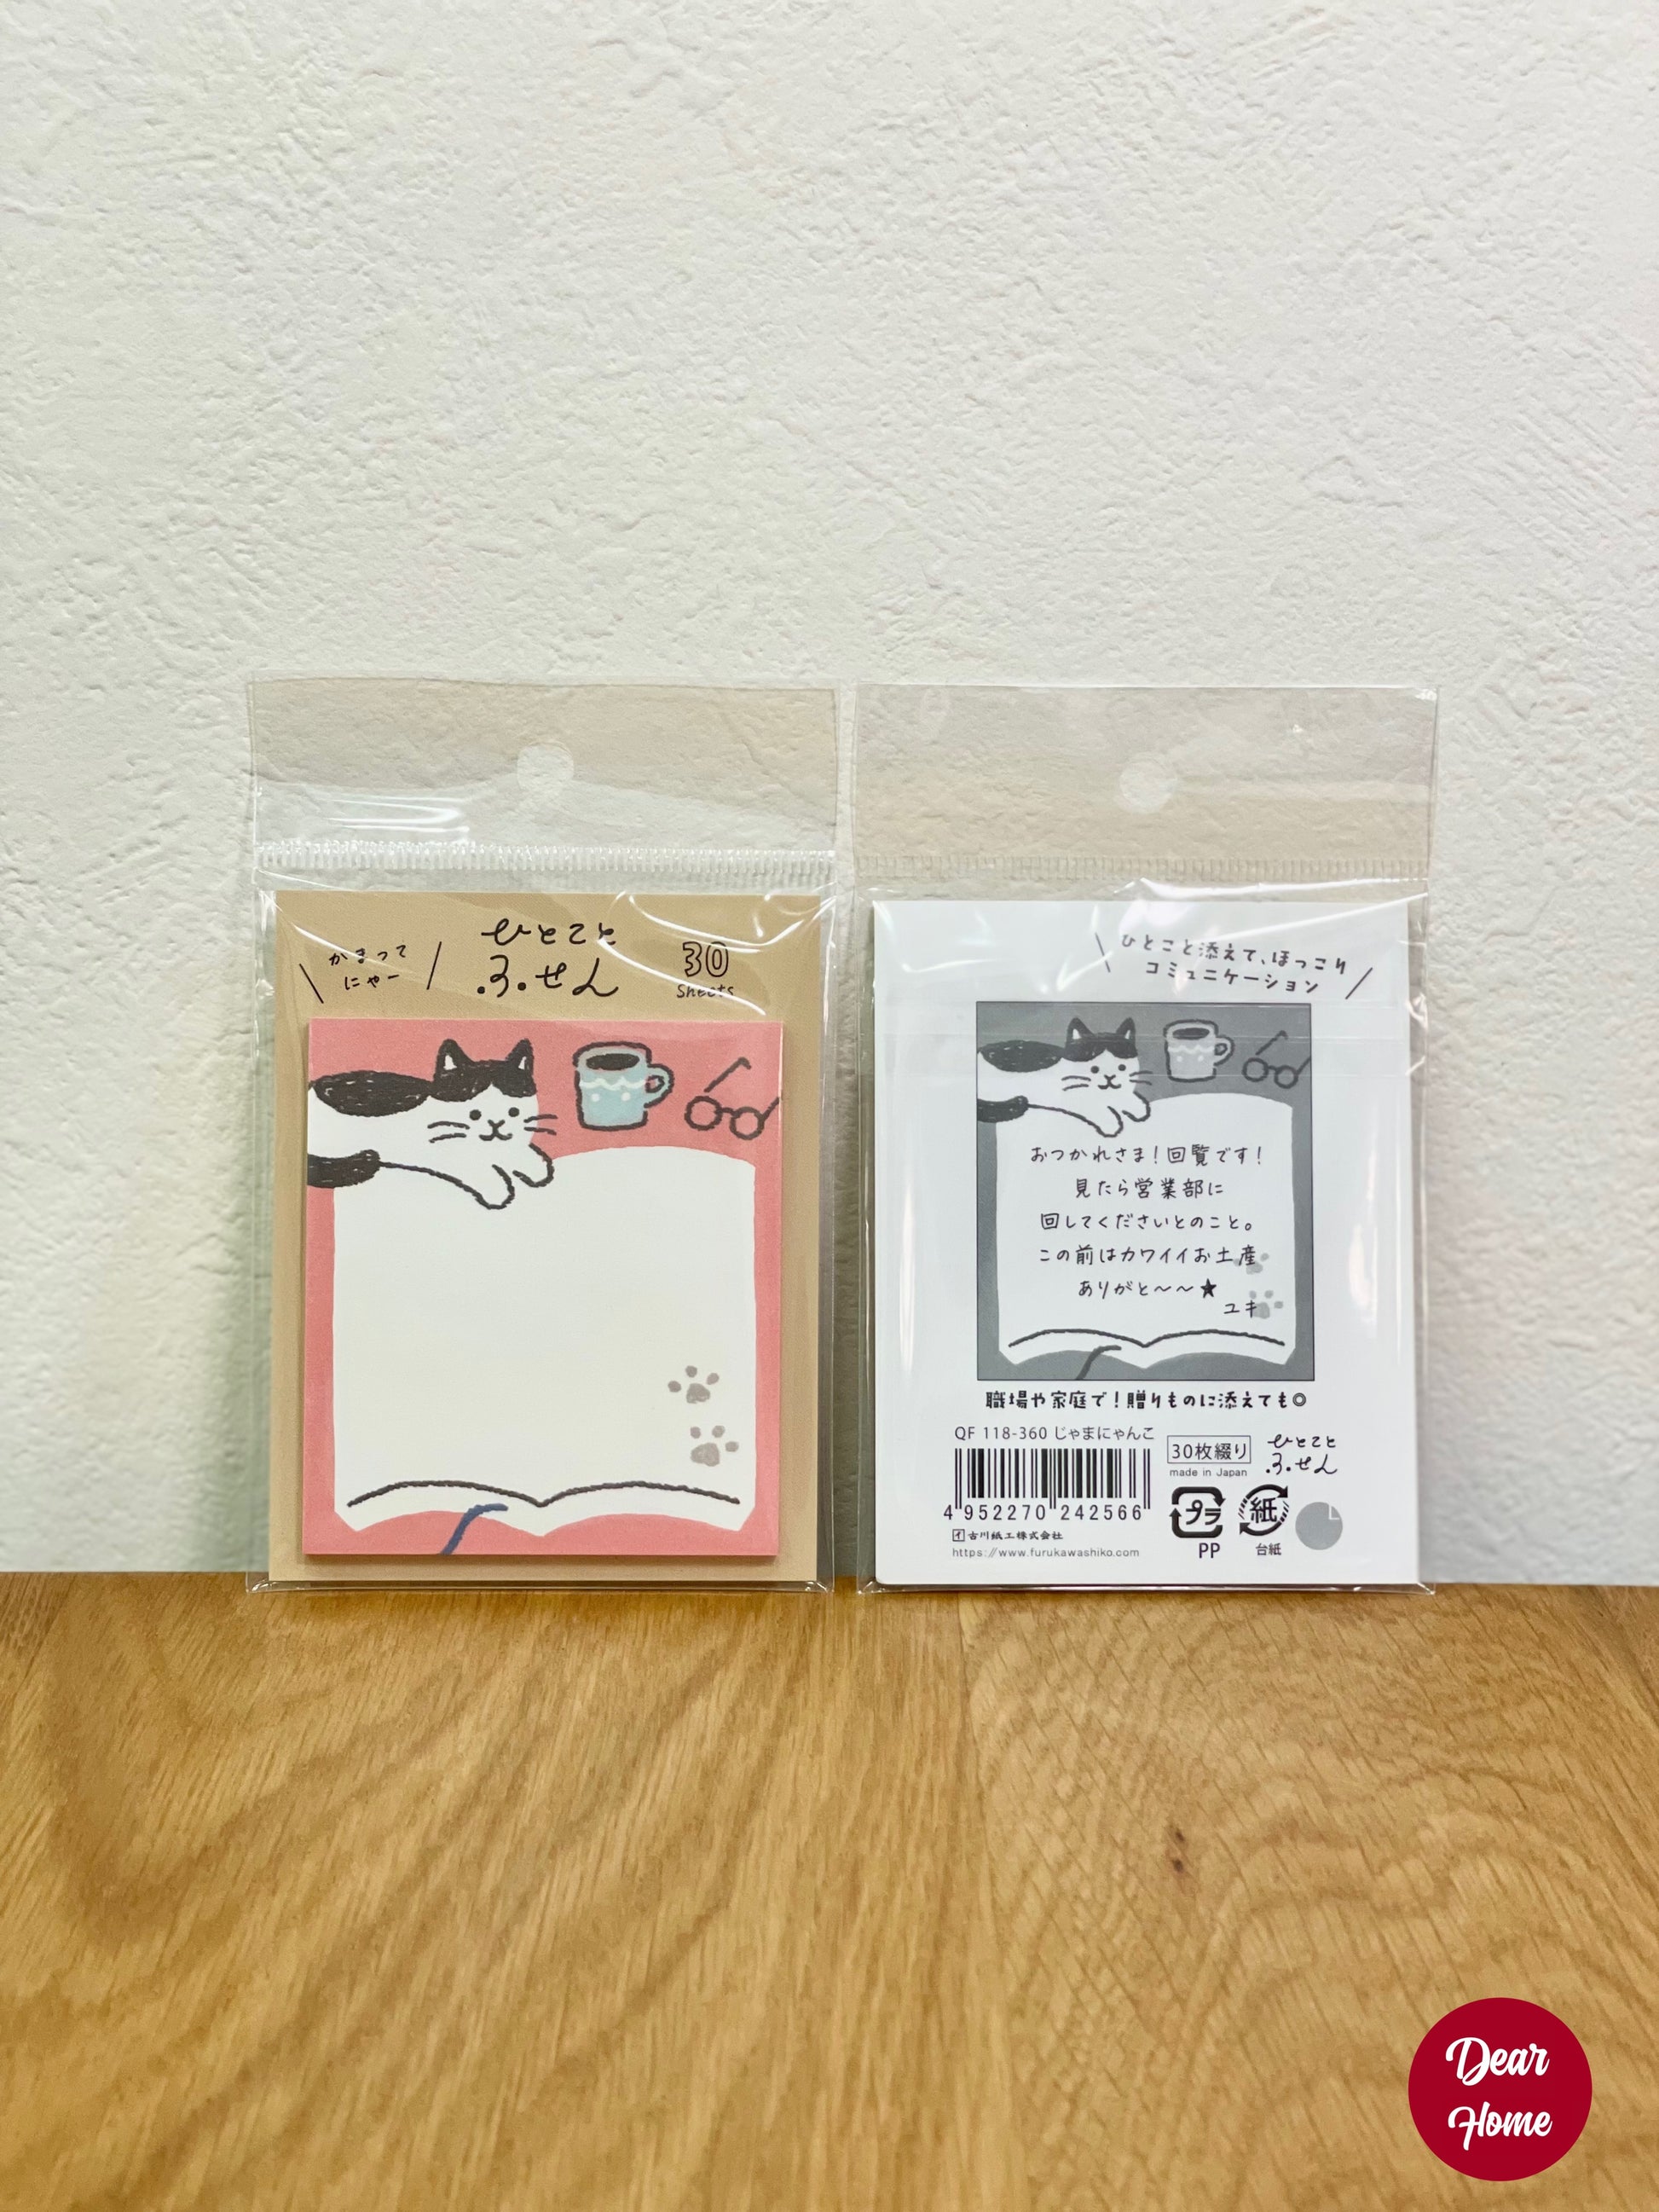 かまって
にゃー
ひとこと
ふせん
30
Sheets
ひとこと添えて、ほっこり
コミュニケーション
おつかれさま！回覧です！
見たら営業部に
回してくださいとのこと。
この前はカワイイお土産
ありがと〜〜★
ユキ
職場や家庭で！贈りものに添えても◎
QF 118-360 じゃまにゃんこ
30枚綴り
made in Japan
ひとこと
ふせん
4 952270 242566
古川紙工株式会社
https://www.furukawashiko.com
プラ
PP
紙
台紙
Dear
Home